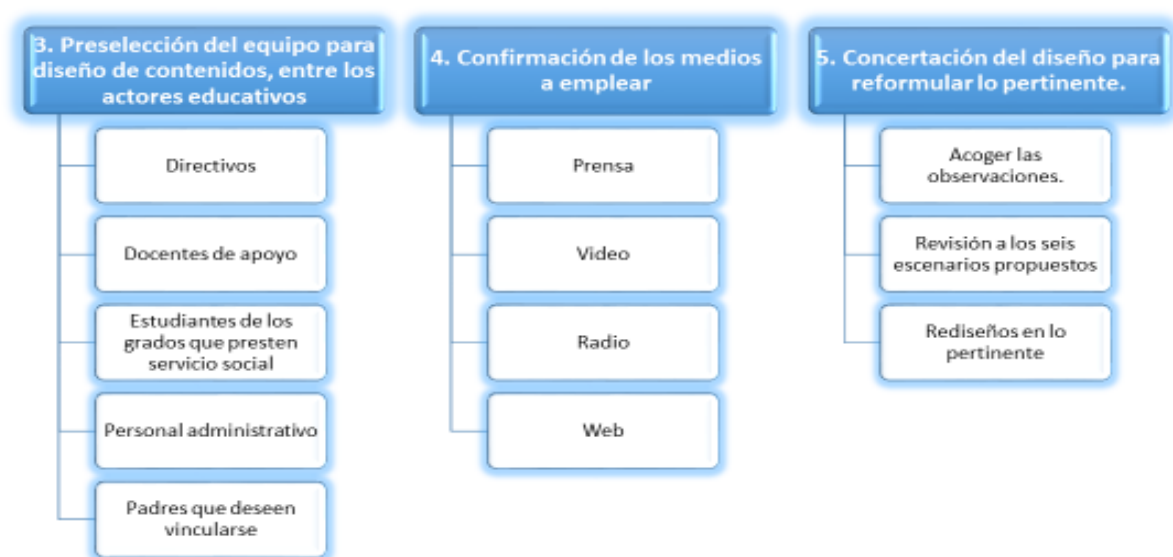 3. Preselección del equipo para
diseño de contenidos, entre los
actores educativos
Directivos
Docentes de apoyo
Estudiantes de los
grados que presten
servicio social
Personal administrativo
Padres que deseen
vincularse
4. Confirmación de los medios
a emplear
Prensa
Video
Radio
Web
5. Concertación del diseño para
reformular lo pertinente.
Acoger las
observaciones.
Revisión a los seis
escenarios propuestos
Rediseños en lo
pertinente